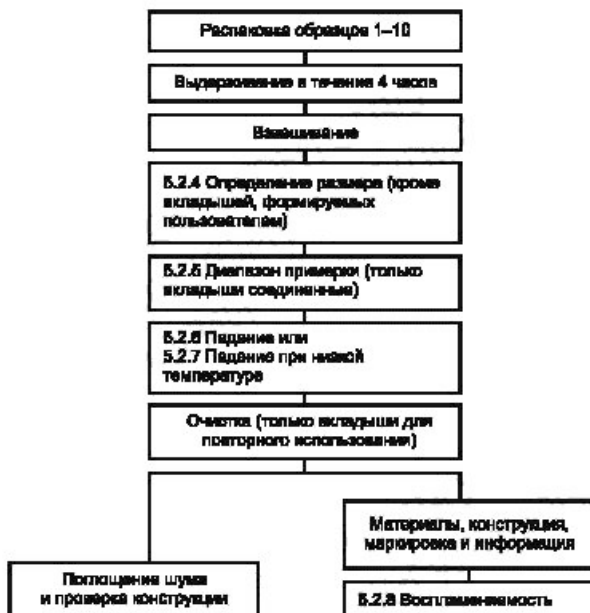 Распаковка образцов 1–10
Выдерживание в течение 4 часов
Взвешивание
5.2.4 Определение размера (кроме
вкладышей, формируемых
пользователем)
5.2.5 Диапазон примерки (только
вкладыши соединенные)
5.2.6 Падение или
5.2.7 Падение при низкой
температуре
Очистка (только вкладыши для
повторного использования)
Материалы, конструкция,
маркировка и информация
Поглощение шума
и проверка конструкции
5.2.8 Воспламеняемость